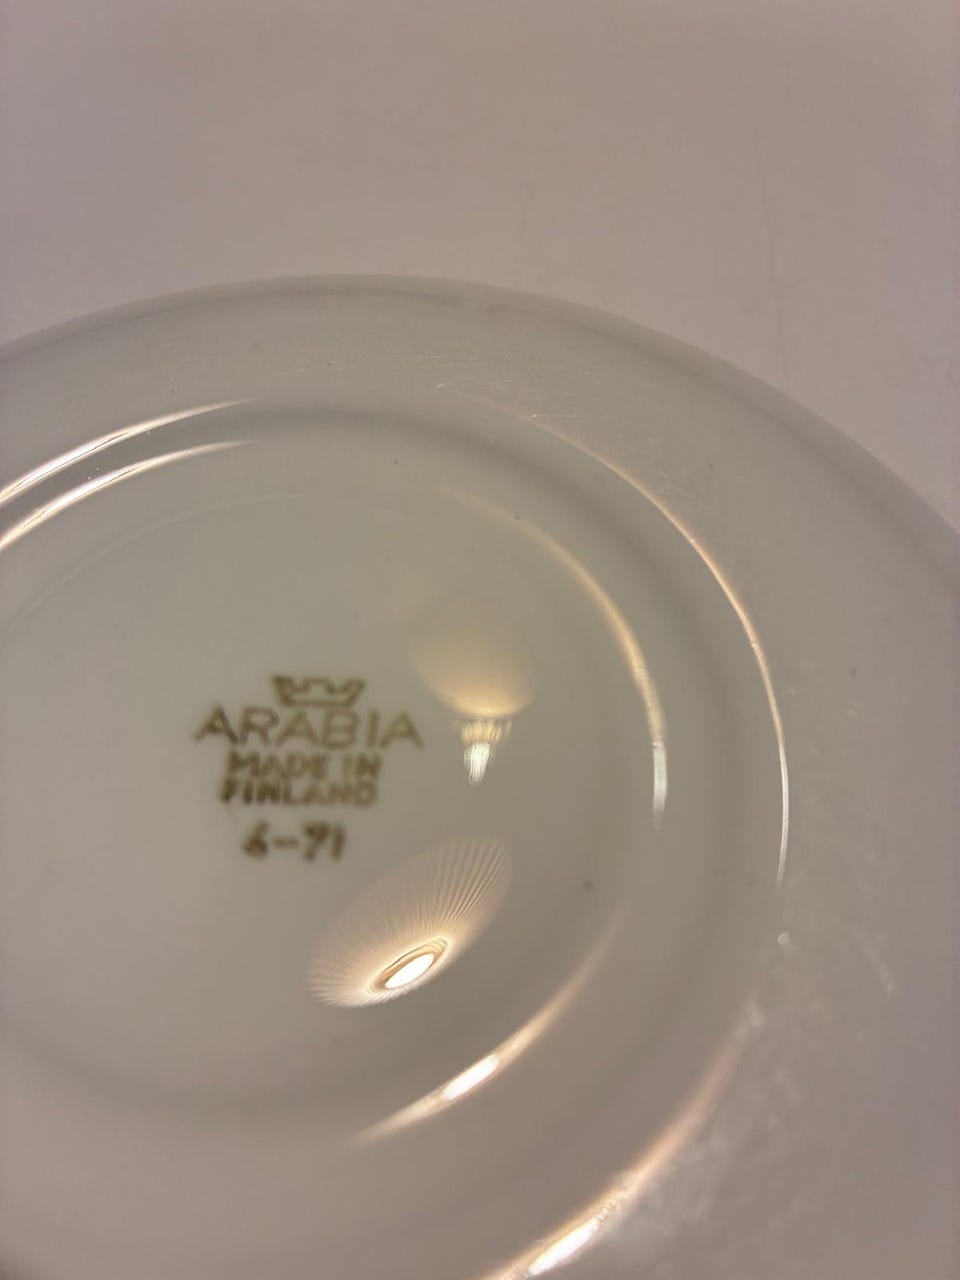 ARABIA
MADE IN
FINLAND
6-71